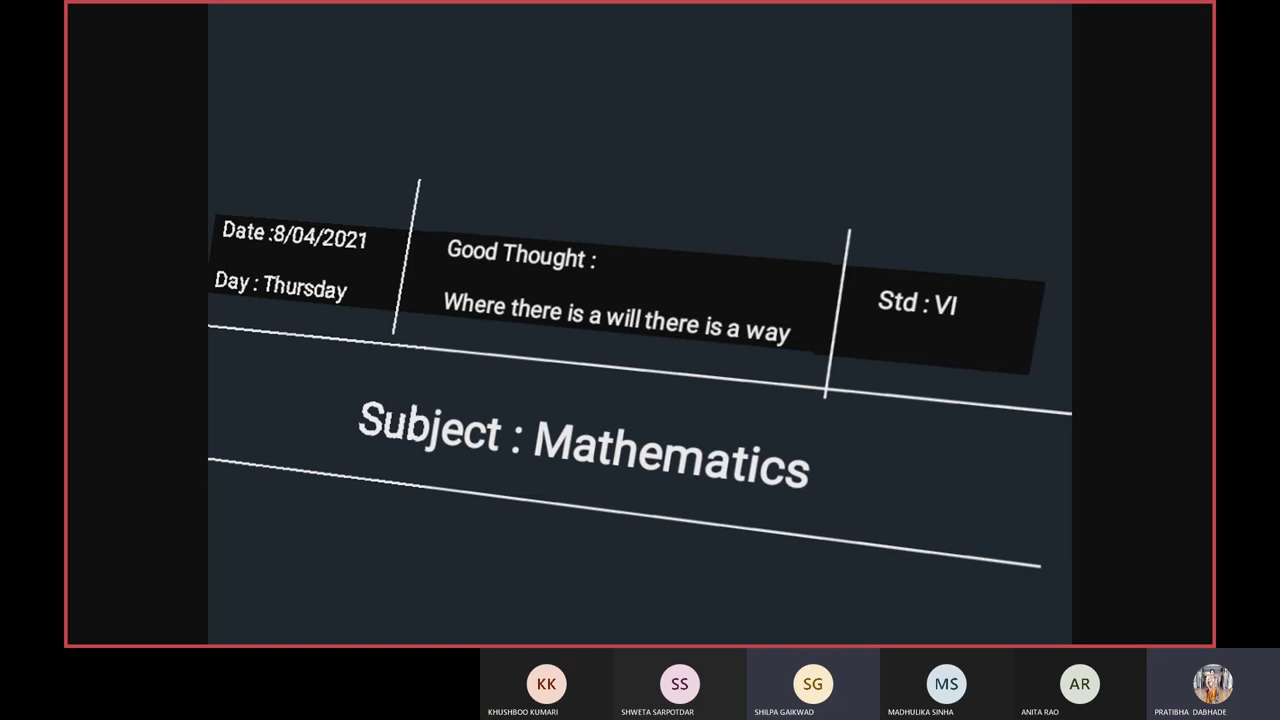 Date :8/04/2021
Day : Thursday
Good Thought :
Where there is a will there is a way
Std : VI
Subject : Mathematics
KK
KHUSHBOO KUMARI
SS
SHWETA SARPOTDAR
SG
SHILPA GAIKWAD
MS
MADHULIKA SINHA
AR
ANITA RAO
PRATIBHA DABHADE